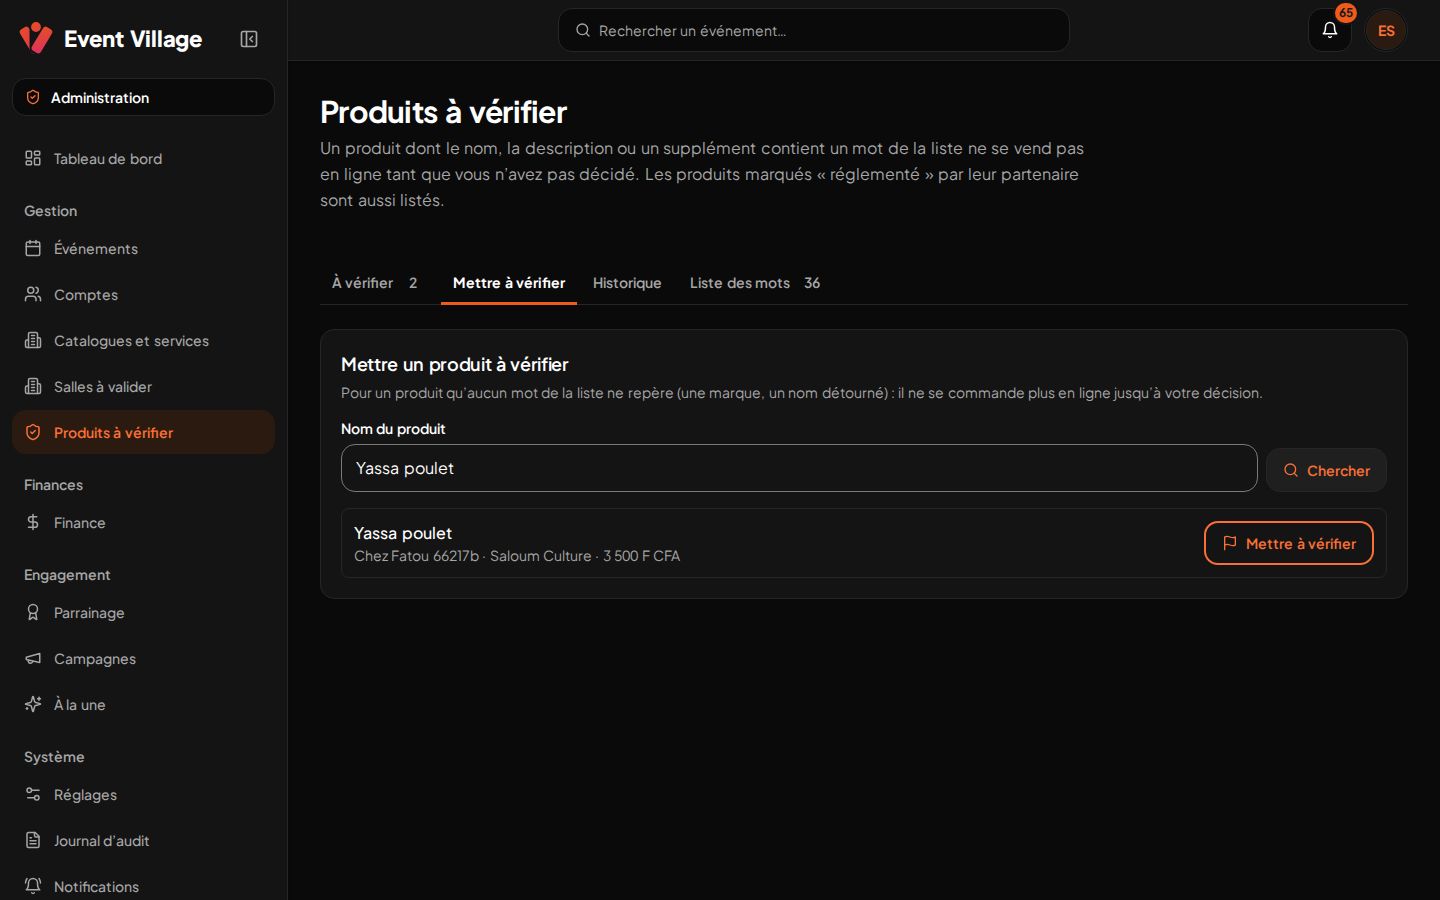 Event Village
Rechercher un événement…
65
ES
Administration
Tableau de bord
Gestion
Événements
Comptes
Catalogues et services
Salles à valider
Produits à vérifier
Finances
Finance
Engagement
Parrainage
Campagnes
À la une
Système
Réglages
Journal d’audit
Notifications
Produits à vérifier
Un produit dont le nom, la description ou un supplément contient un mot de la liste ne se vend pas
en ligne tant que vous n’avez pas décidé. Les produits marqués « réglementé » par leur partenaire
sont aussi listés.
À vérifier 2 Mettre à vérifier Historique Liste des mots 36
Mettre un produit à vérifier
Pour un produit qu’aucun mot de la liste ne repère (une marque, un nom détourné) : il ne se commande plus en ligne jusqu’à votre décision.
Nom du produit
Yassa poulet
Chercher
Yassa poulet
Chez Fatou 66217b · Saloum Culture · 3 500 F CFA
Mettre à vérifier